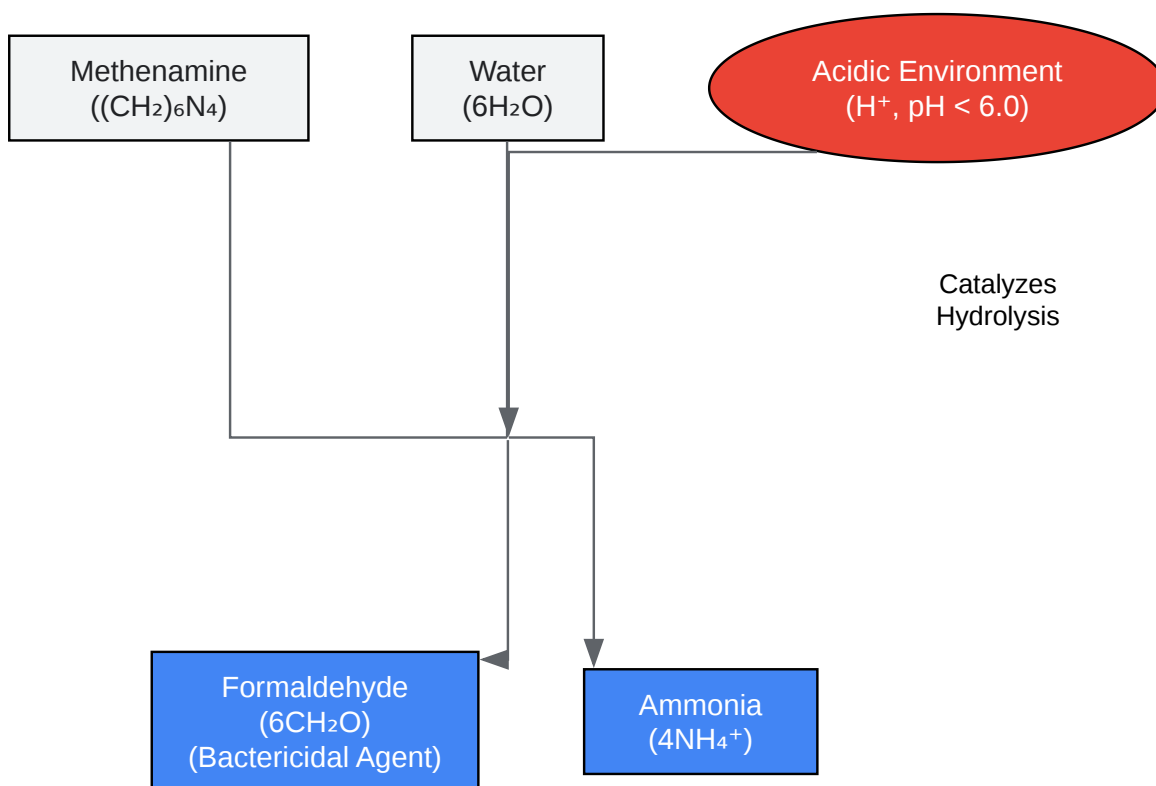 Methenamine
((CH₂)₆N₄)
Water
(6H₂O)
Acidic Environment
(H⁺, pH < 6.0)
Catalyzes
Hydrolysis
Formaldehyde
(6CH₂O)
(Bactericidal Agent)
Ammonia
(4NH₄⁺)